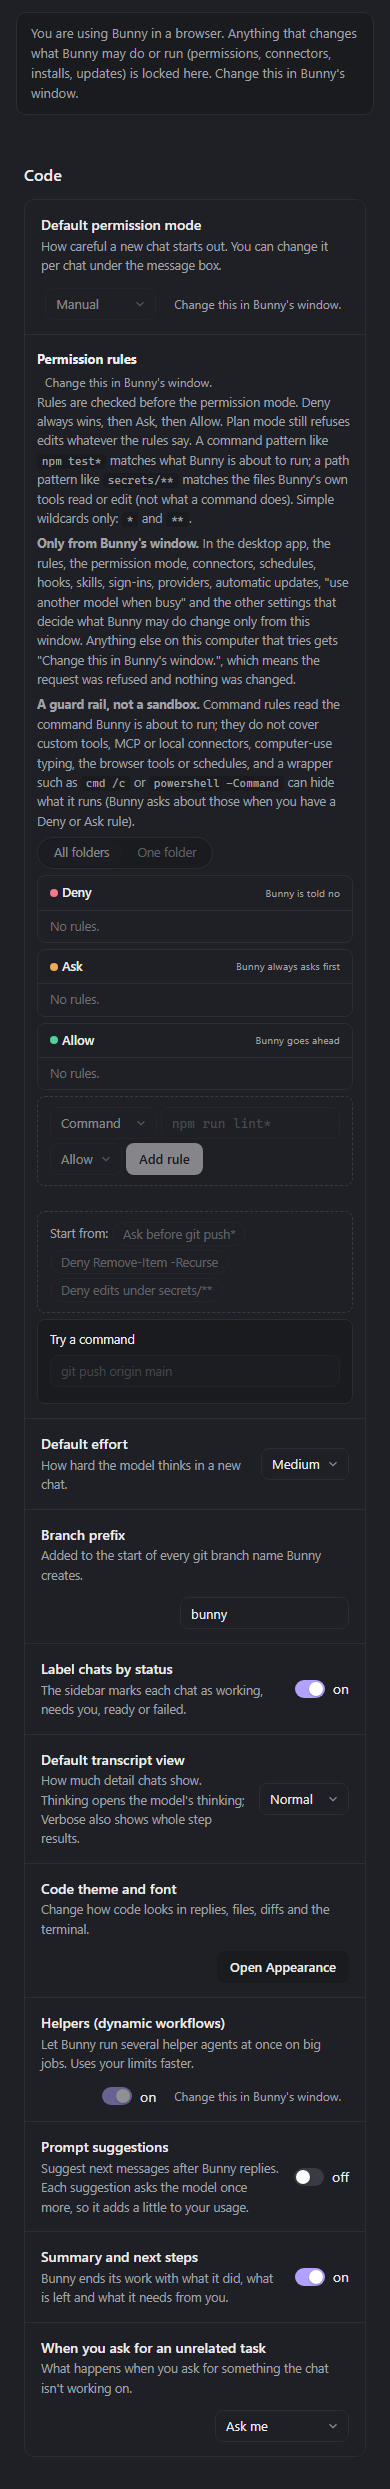 You are using Bunny in a browser. Anything that changes
what Bunny may do or run (permissions, connectors,
installs, updates) is locked here. Change this in Bunny's
window.
Code
Default permission mode
How careful a new chat starts out. You can change it
per chat under the message box.
Manual
Change this in Bunny's window.
Permission rules
Change this in Bunny's window.
Rules are checked before the permission mode. Deny
always wins, then Ask, then Allow. Plan mode still refuses
edits whatever the rules say. A command pattern like
npm test* matches what Bunny is about to run; a path
pattern like secrets/** matches the files Bunny's own
tools read or edit (not what a command does). Simple
wildcards only: * and **.
Only from Bunny's window. In the desktop app, the
rules, the permission mode, connectors, schedules,
hooks, skills, sign-ins, providers, automatic updates, "use
another model when busy" and the other settings that
decide what Bunny may do change only from this
window. Anything else on this computer that tries gets
"Change this in Bunny's window.", which means the
request was refused and nothing was changed.
A guard rail, not a sandbox. Command rules read the
command Bunny is about to run; they do not cover
custom tools, MCP or local connectors, computer-use
typing, the browser tools or schedules, and a wrapper
such as cmd /c or powershell -Command can hide
what it runs (Bunny asks about those when you have a
Deny or Ask rule).
All folders One folder
Deny Bunny is told no
No rules.
Ask Bunny always asks first
No rules.
Allow Bunny goes ahead
No rules.
Command npm run lint*
Allow Add rule
Start from: Ask before git push*
Deny Remove-Item -Recurse
Deny edits under secrets/**
Try a command
git push origin main
Default effort
How hard the model thinks in a new
chat.
Medium
Branch prefix
Added to the start of every git branch name Bunny
creates.
bunny
Label chats by status
The sidebar marks each chat as working,
needs you, ready or failed.
on
Default transcript view
How much detail chats show.
Thinking opens the model's thinking;
Verbose also shows whole step
results.
Normal
Code theme and font
Change how code looks in replies, files, diffs and the
terminal.
Open Appearance
Helpers (dynamic workflows)
Let Bunny run several helper agents at once on big
jobs. Uses your limits faster.
on Change this in Bunny's window.
Prompt suggestions
Suggest next messages after Bunny replies.
Each suggestion asks the model once
more, so it adds a little to your usage.
off
Summary and next steps
Bunny ends its work with what it did, what
is left and what it needs from you.
on
When you ask for an unrelated task
What happens when you ask for something the chat
isn't working on.
Ask me